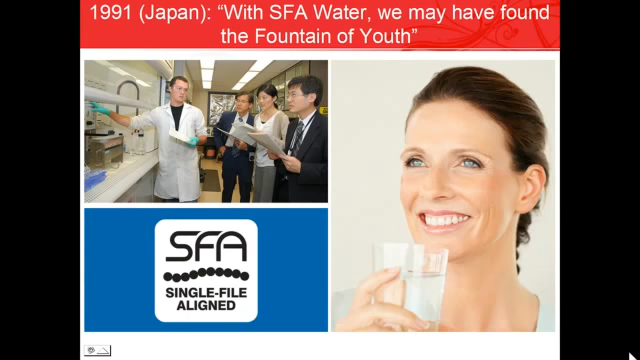 1991 (Japan): “With SFA Water, we may have found
the Fountain of Youth”
SFA
SINGLE-FILE
ALIGNED